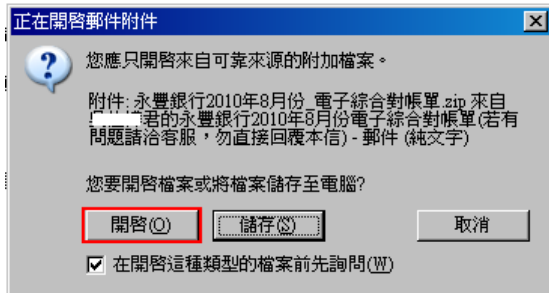 正在開啓郵件附件
您應只開啓來自可靠來源的附加檔案。
附件: 永豐銀行2010年8月份_電子綜合對帳單.zip 來自
君的永豐銀行2010年8月份電子綜合對帳單(若有
問題請洽客服，勿直接回覆本信) - 郵件 (純文字)
您要開啓檔案或將檔案儲存至電腦?
開啓(O) 儲存(S) 取消
在開啓這種類型的檔案前先詢問(W)